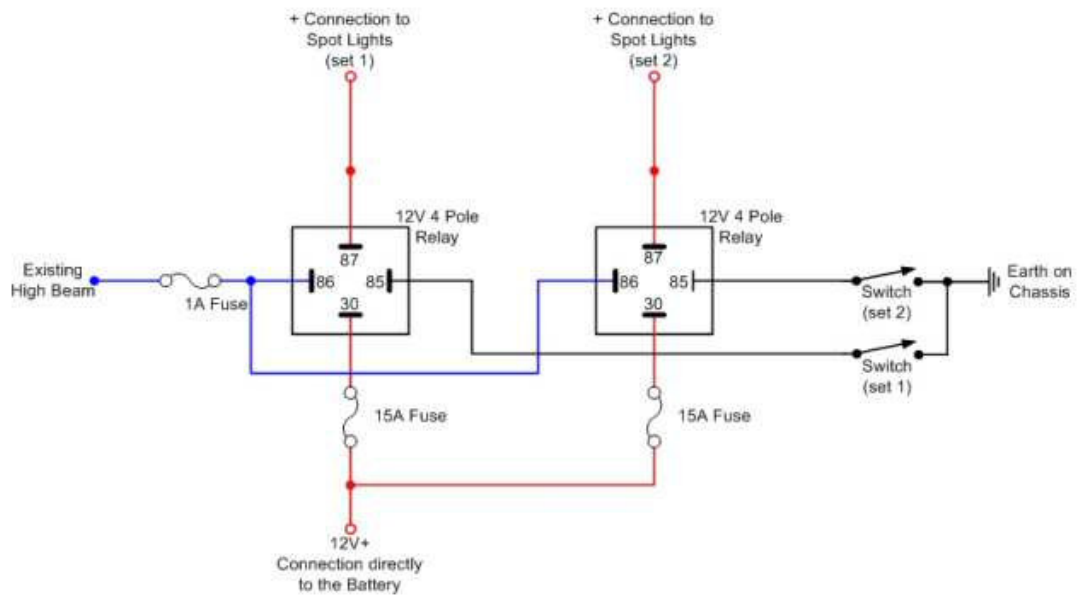 + Connection to
Spot Lights
(set 1)
+ Connection to
Spot Lights
(set 2)
12V 4 Pole
Relay
12V 4 Pole
Relay
87
86
85
30
87
86
85
30
Existing
High Beam
1A Fuse
Switch
(set 2)
Earth on
Chassis
Switch
(set 1)
15A Fuse
15A Fuse
12V+
Connection directly
to the Battery